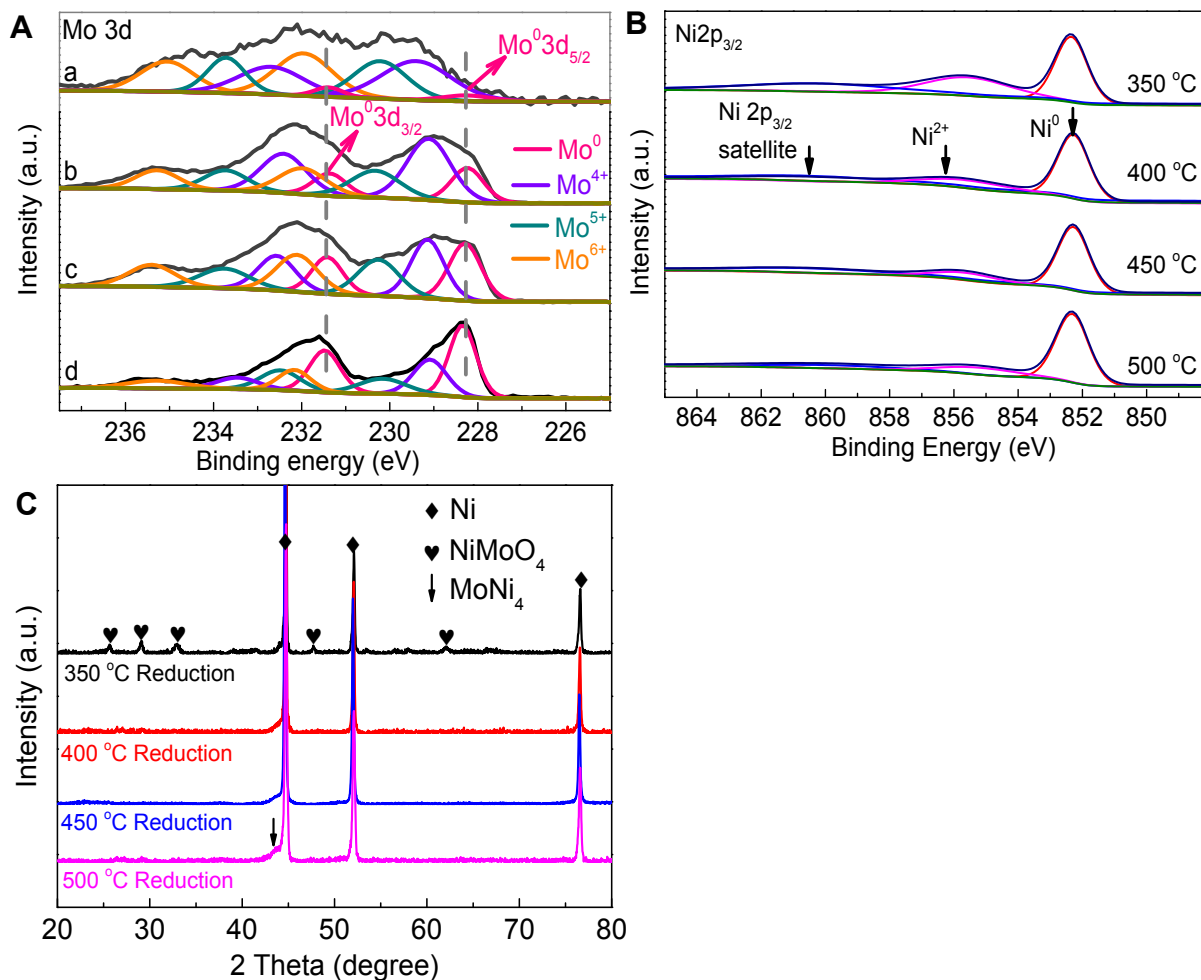 A
Mo 3d
a
Mo⁰3d₅/₂
Mo⁰3d₃/₂
b
Mo⁰
Mo⁴⁺
Mo⁵⁺
Mo⁶⁺
c
d
Intensity (a.u.)
236 234 232 230 228 226
Binding energy (eV)
B
Ni2p₃/₂
350 °C
Ni 2p₃/₂
satellite
Ni²⁺
Ni⁰
400 °C
450 °C
500 °C
Intensity (a.u.)
864 862 860 858 856 854 852 850
Binding Energy (eV)
C
Ni
NiMoO₄
MoNi₄
350 °C Reduction
400 °C Reduction
450 °C Reduction
500 °C Reduction
Intensity (a.u.)
20 30 40 50 60 70 80
2 Theta (degree)